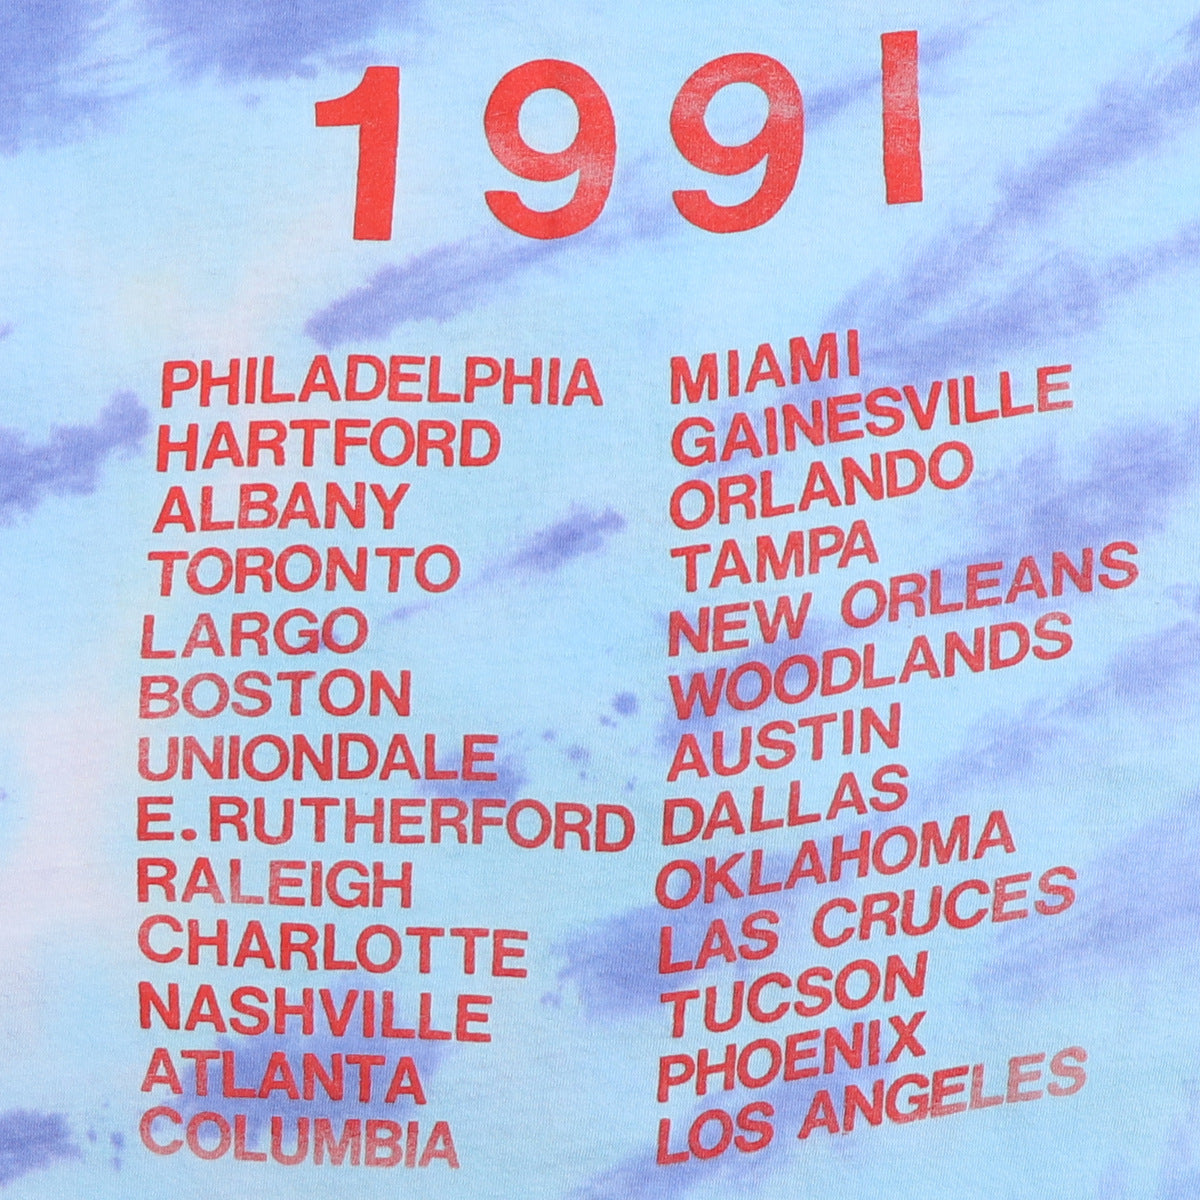 1991
PHILADELPHIA
HARTFORD
ALBANY
TORONTO
LARGO
BOSTON
UNIONDALE
E.RUTHERFORD
RALEIGH
CHARLOTTE
NASHVILLE
ATLANTA
COLUMBIA
MIAMI
GAINESVILLE
ORLANDO
TAMPA
NEW ORLEANS
WOODLANDS
AUSTIN
DALLAS
OKLAHOMA
LAS CRUCES
TUCSON
PHOENIX
LOS ANGELES